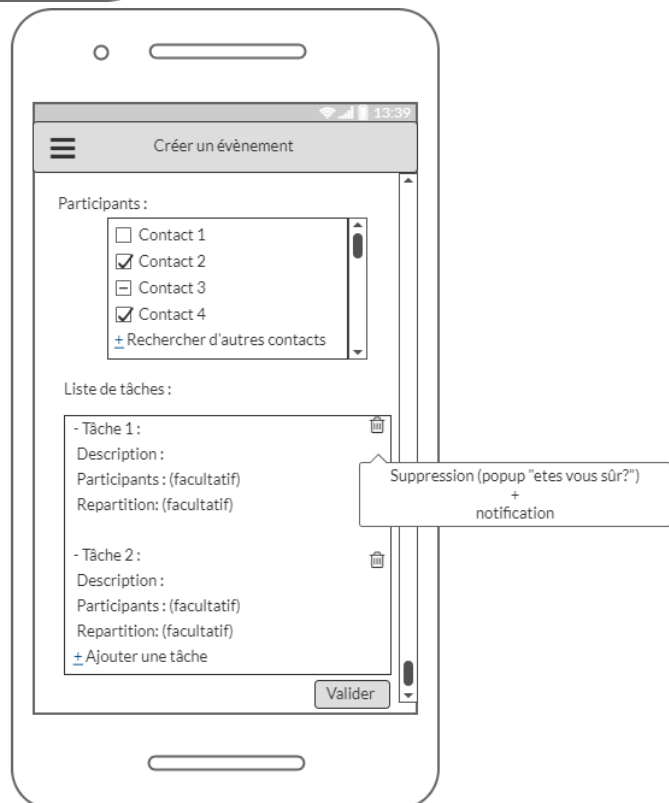 13:39
Créer un évènement
Participants :
Contact 1
Contact 2
Contact 3
Contact 4
+ Rechercher d'autres contacts
Liste de tâches :
- Tâche 1 :
Description :
Participants : (facultatif)
Repartition: (facultatif)
Suppression (popup "etes vous sûr?")
+
notification
- Tâche 2 :
Description :
Participants : (facultatif)
Repartition: (facultatif)
+ Ajouter une tâche
Valider